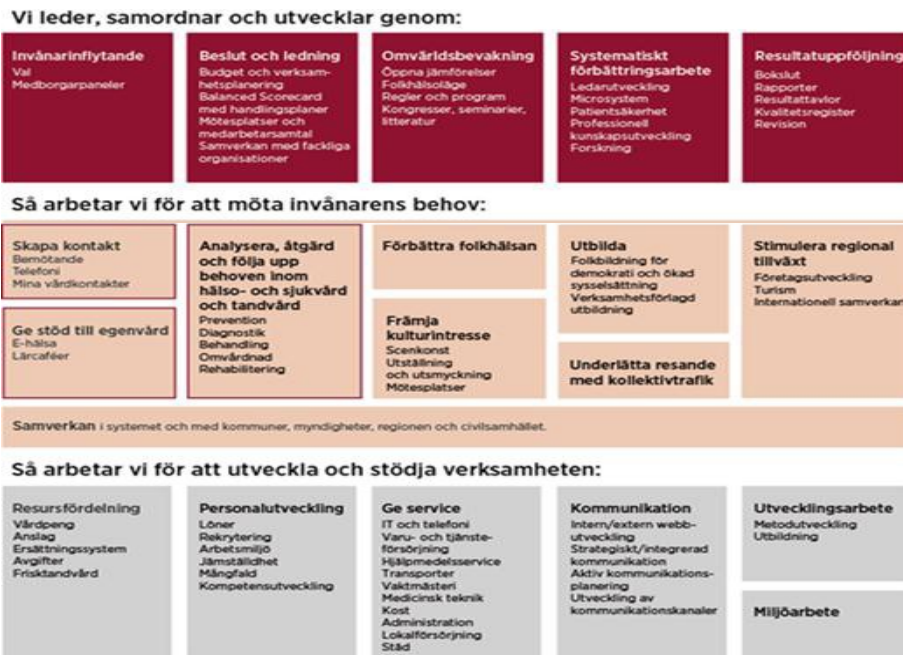 Vi leder, samordnar och utvecklar genom:
Invånarinflytande
Val
Medborgarpaneler
Beslut och ledning
Budget och verksam-
hetsplanering
Balanced Scorecard
med handlingsplaner
Mötesplatser och
medarbetarsamtal
Samverkan med fackliga
organisationer
Omvärldsbevakning
Öppna jämförelser
Folkhälsoläge
Regler och program
Kongresser, seminarier,
litteratur
Systematiskt
förbättringsarbete
Ledarutveckling
Microsystem
Patientsäkerhet
Professionell
kunskapsutveckling
Forskning
Resultatuppföljning
Bokslut
Rapporter
Resultattavlor
Kvalitetsregister
Revision
Så arbetar vi för att möta invånarens behov:
Skapa kontakt
Bemötande
Telefoni
Mina vårdkontakter
Ge stöd till egenvård
E-hälsa
Lärcaféer
Analysera, åtgärd
och följa upp
behoven inom
hälso- och sjukvård
och tandvård
Prevention
Diagnostik
Behandling
Omvårdnad
Rehabilitering
Förbättra folkhälsan
Främja
kulturintresse
Scenkonst
Utställning
och utsmyckning
Mötesplatser
Utbilda
Folkbildning för
demokrati och ökad
sysselsättning
Verksamhetsförlagd
utbildning
Underlätta resande
med kollektivtrafik
Stimulera regional
tillväxt
Företagsutveckling
Turism
Internationell samverkan
Samverkan i systemet och med kommuner, myndigheter, regionen och civilsamhället.
Så arbetar vi för att utveckla och stödja verksamheten:
Resursfördelning
Vårdpeng
Anslag
Ersättningssystem
Avgifter
Frisktandvård
Personalutveckling
Löner
Rekrytering
Arbetsmiljö
Jämställdhet
Mångfald
Kompetensutveckling
Ge service
IT och telefoni
Varu- och tjänste-
försörjning
Hjälpmedelsservice
Transporter
Vaktmästeri
Medicinsk teknik
Kost
Administration
Lokalförsörjning
Städ
Kommunikation
Intern/extern webb-
utveckling
Strategiskt/integrerad
kommunikation
Aktiv kommunikations-
planering
Utveckling av
kommunikationskanaler
Utvecklingsarbete
Metodutveckling
Utbildning
Miljöarbete